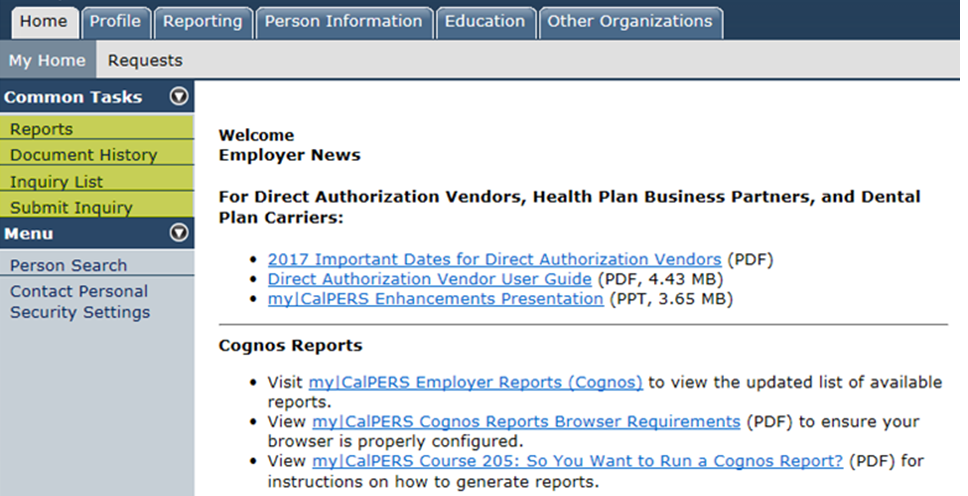 Home Profile Reporting Person Information Education Other Organizations
My Home Requests
Common Tasks
Reports
Document History
Inquiry List
Submit Inquiry
Menu
Person Search
Contact Personal
Security Settings
Welcome
Employer News
For Direct Authorization Vendors, Health Plan Business Partners, and Dental
Plan Carriers:
• 2017 Important Dates for Direct Authorization Vendors (PDF)
• Direct Authorization Vendor User Guide (PDF, 4.43 MB)
• my|CalPERS Enhancements Presentation (PPT, 3.65 MB)
Cognos Reports
• Visit my|CalPERS Employer Reports (Cognos) to view the updated list of available
reports.
• View my|CalPERS Cognos Reports Browser Requirements (PDF) to ensure your
browser is properly configured.
• View my|CalPERS Course 205: So You Want to Run a Cognos Report? (PDF) for
instructions on how to generate reports.